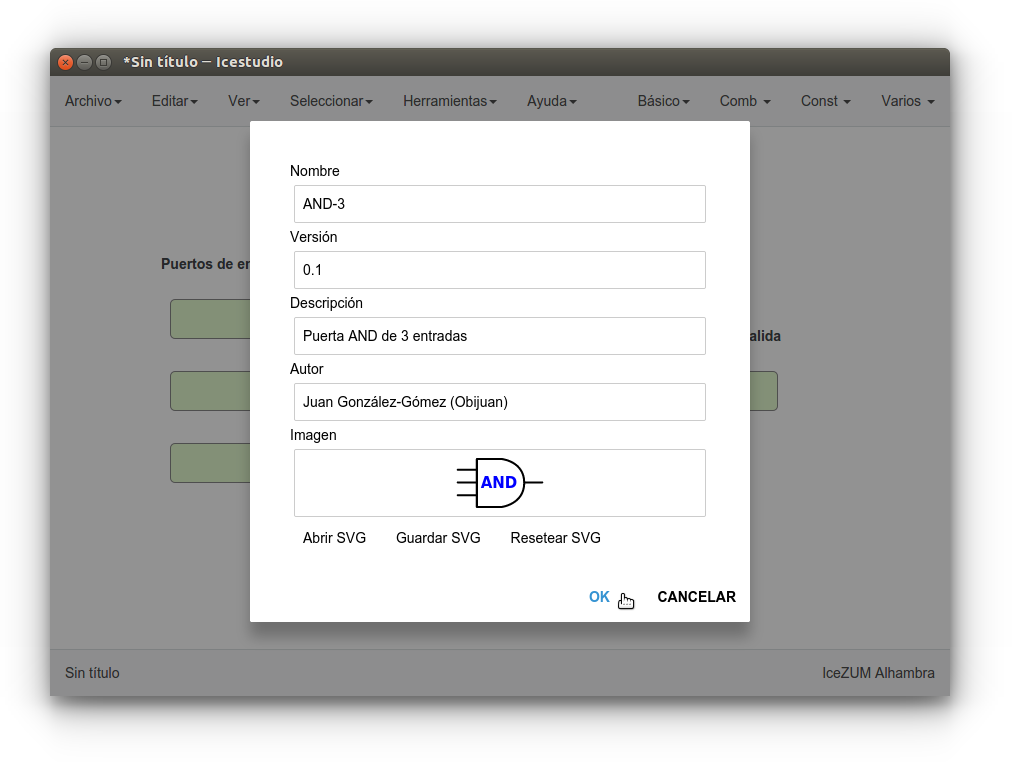 *Sin título – Icestudio
Archivo Editar Ver Seleccionar Herramientas Ayuda Básico Comb Const Varios
Nombre
AND-3
Versión
0.1
Puertos de
Descripción
Puerta AND de 3 entradas
alida
Autor
Juan González-Gómez (Obijuan)
Imagen
AND
Abrir SVG Guardar SVG Resetear SVG
OK CANCELAR
Sin título IceZUM Alhambra